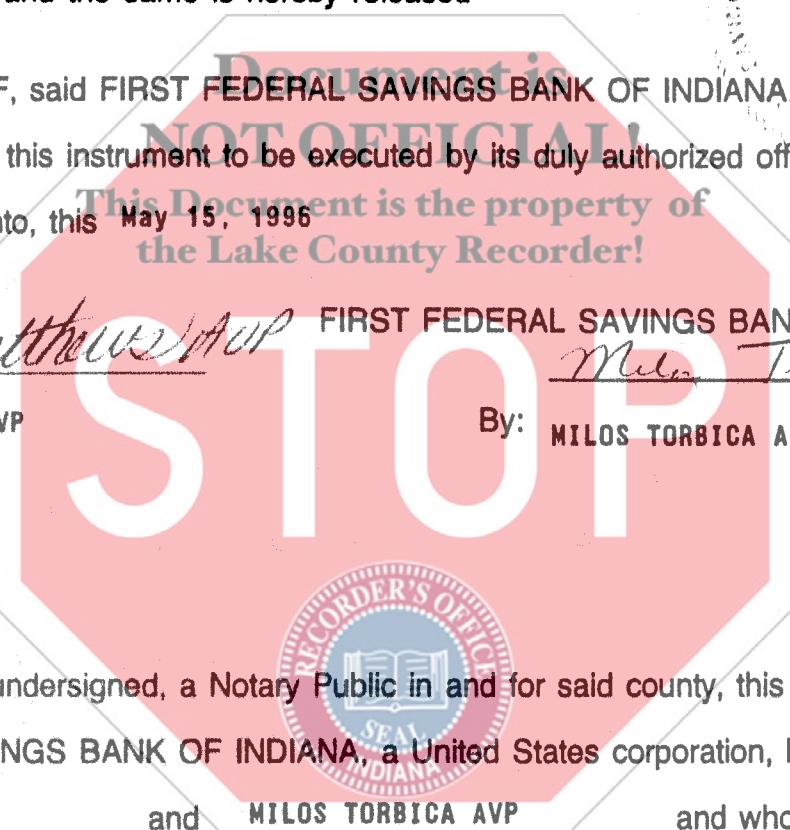 and the same is hereby released
Document is
F, said FIRST FEDERAL SAVINGS BANK OF INDIANA,
NOT OFFICIAL!
this instrument to be executed by its duly authorized off
This Document is the property of
nto, this May 15, 1996
the Lake County Recorder!
tthews AVP FIRST FEDERAL SAVINGS BAN
STOP
VP By: MILOS TORBICA A
RECORDER'S OFFICE
SEAL
INDIANA
undersigned, a Notary Public in and for said county, this
NGS BANK OF INDIANA, a United States corporation,
and MILOS TORBICA AVP and who